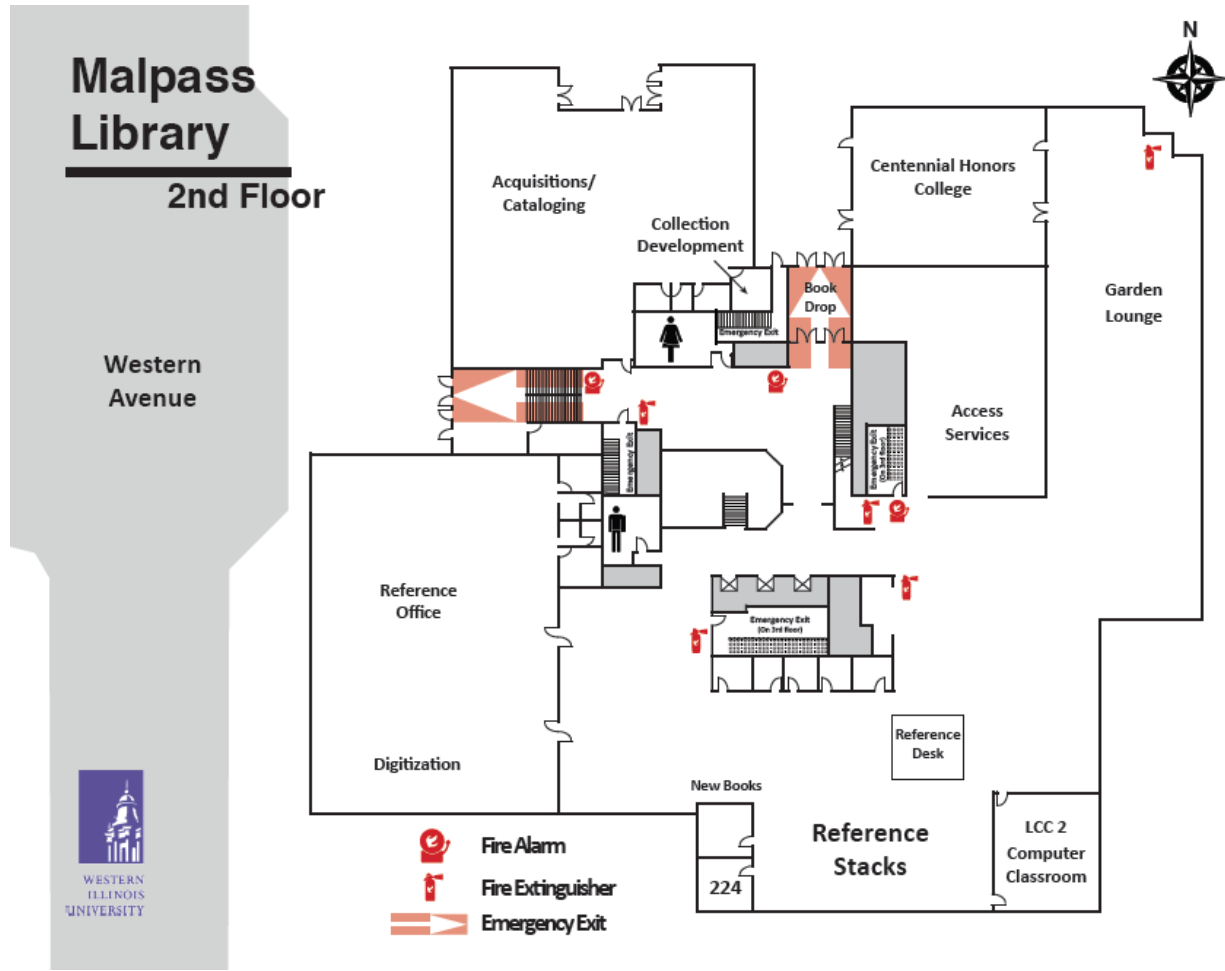 Malpass
Library
2nd Floor
N
Western
Avenue
Acquisitions/
Cataloging
Collection
Development
Centennial Honors
College
Book
Drop
Garden
Lounge
Emergency Exit
Access
Services
Emergency Exit
Emergency Exit
(On 3rd floor)
Reference
Office
Emergency Exit
(On 3rd floor)
Digitization
Reference
Desk
New Books
224
Reference
Stacks
LCC 2
Computer
Classroom
Fire Alarm
Fire Extinguisher
Emergency Exit
WESTERN
ILLINOIS
UNIVERSITY